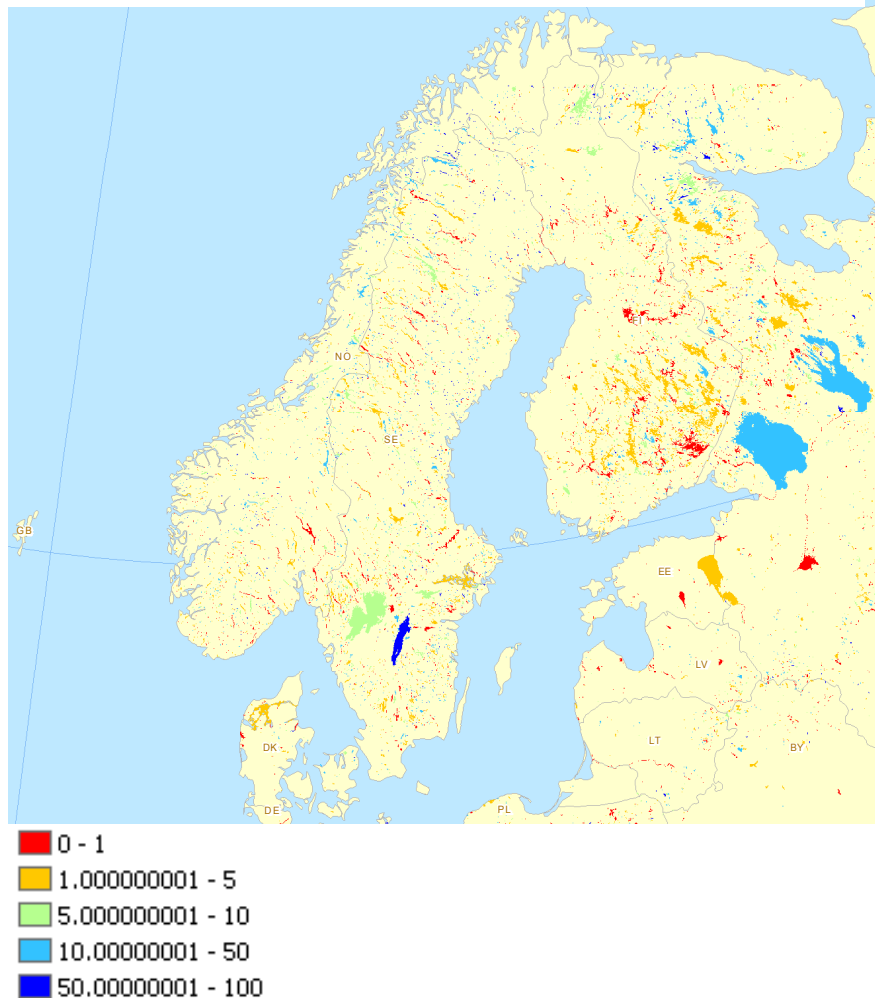 FI
NO
SE
GB
EE
LV
LT
BY
DK
DE
PL
0 - 1
1.000000001 - 5
5.000000001 - 10
10.00000001 - 50
50.00000001 - 100